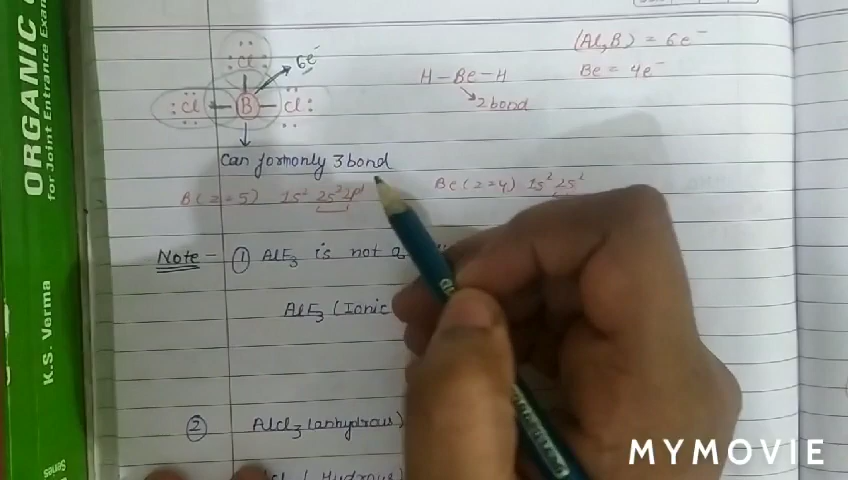 ORGANIC
for Joint Entrance Exam
K.S. Verma
Series
:Cl: 6e⁻
:Cl — B — Cl:
Can form only 3 bond
B(z=5) 1s² 2s² 2p¹
H-Be-H
2 bond
(Al, B) = 6e⁻
Be = 4e⁻
Be(z=4) 1s² 2s²
Note - ① AlF₃ is not a
AlF₃ (Ionic
② AlCl₃ (anhydrous)
(Hydrous)
MYMOVIE